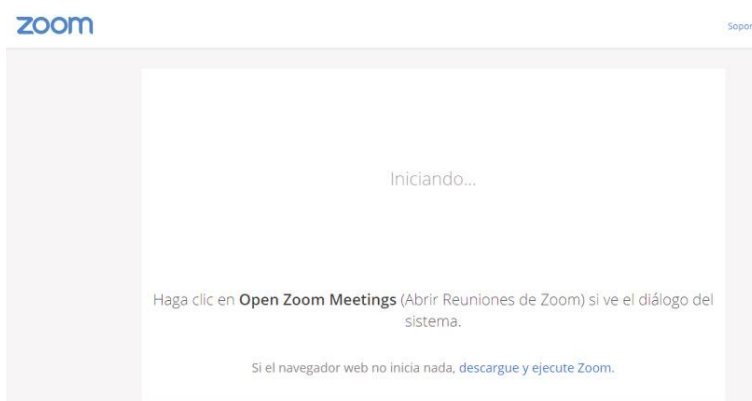 zoom
Iniciando...
Haga clic en Open Zoom Meetings (Abrir Reuniones de Zoom) si ve el diálogo del
sistema.
Si el navegador web no inicia nada, descargue y ejecute Zoom.